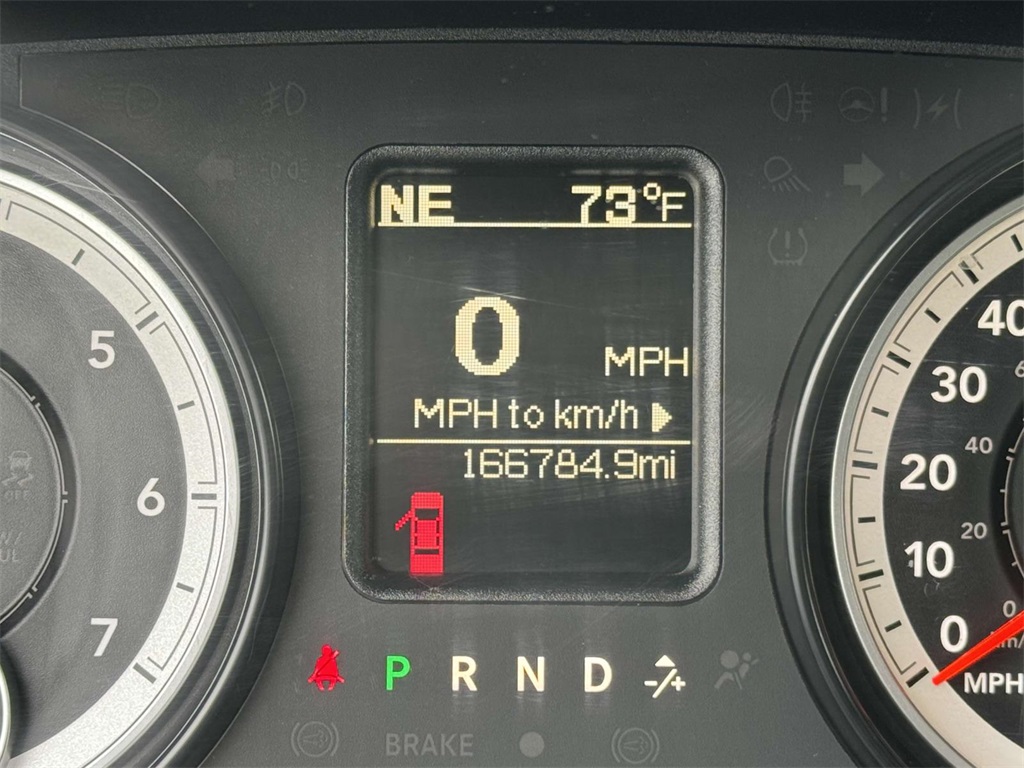 NE 73°F
0 MPH
MPH to km/h
166784.9mi
P R N D -/+
BRAKE
5
6
7
OFF
40
30
20
10
0
40
20
0
MPH